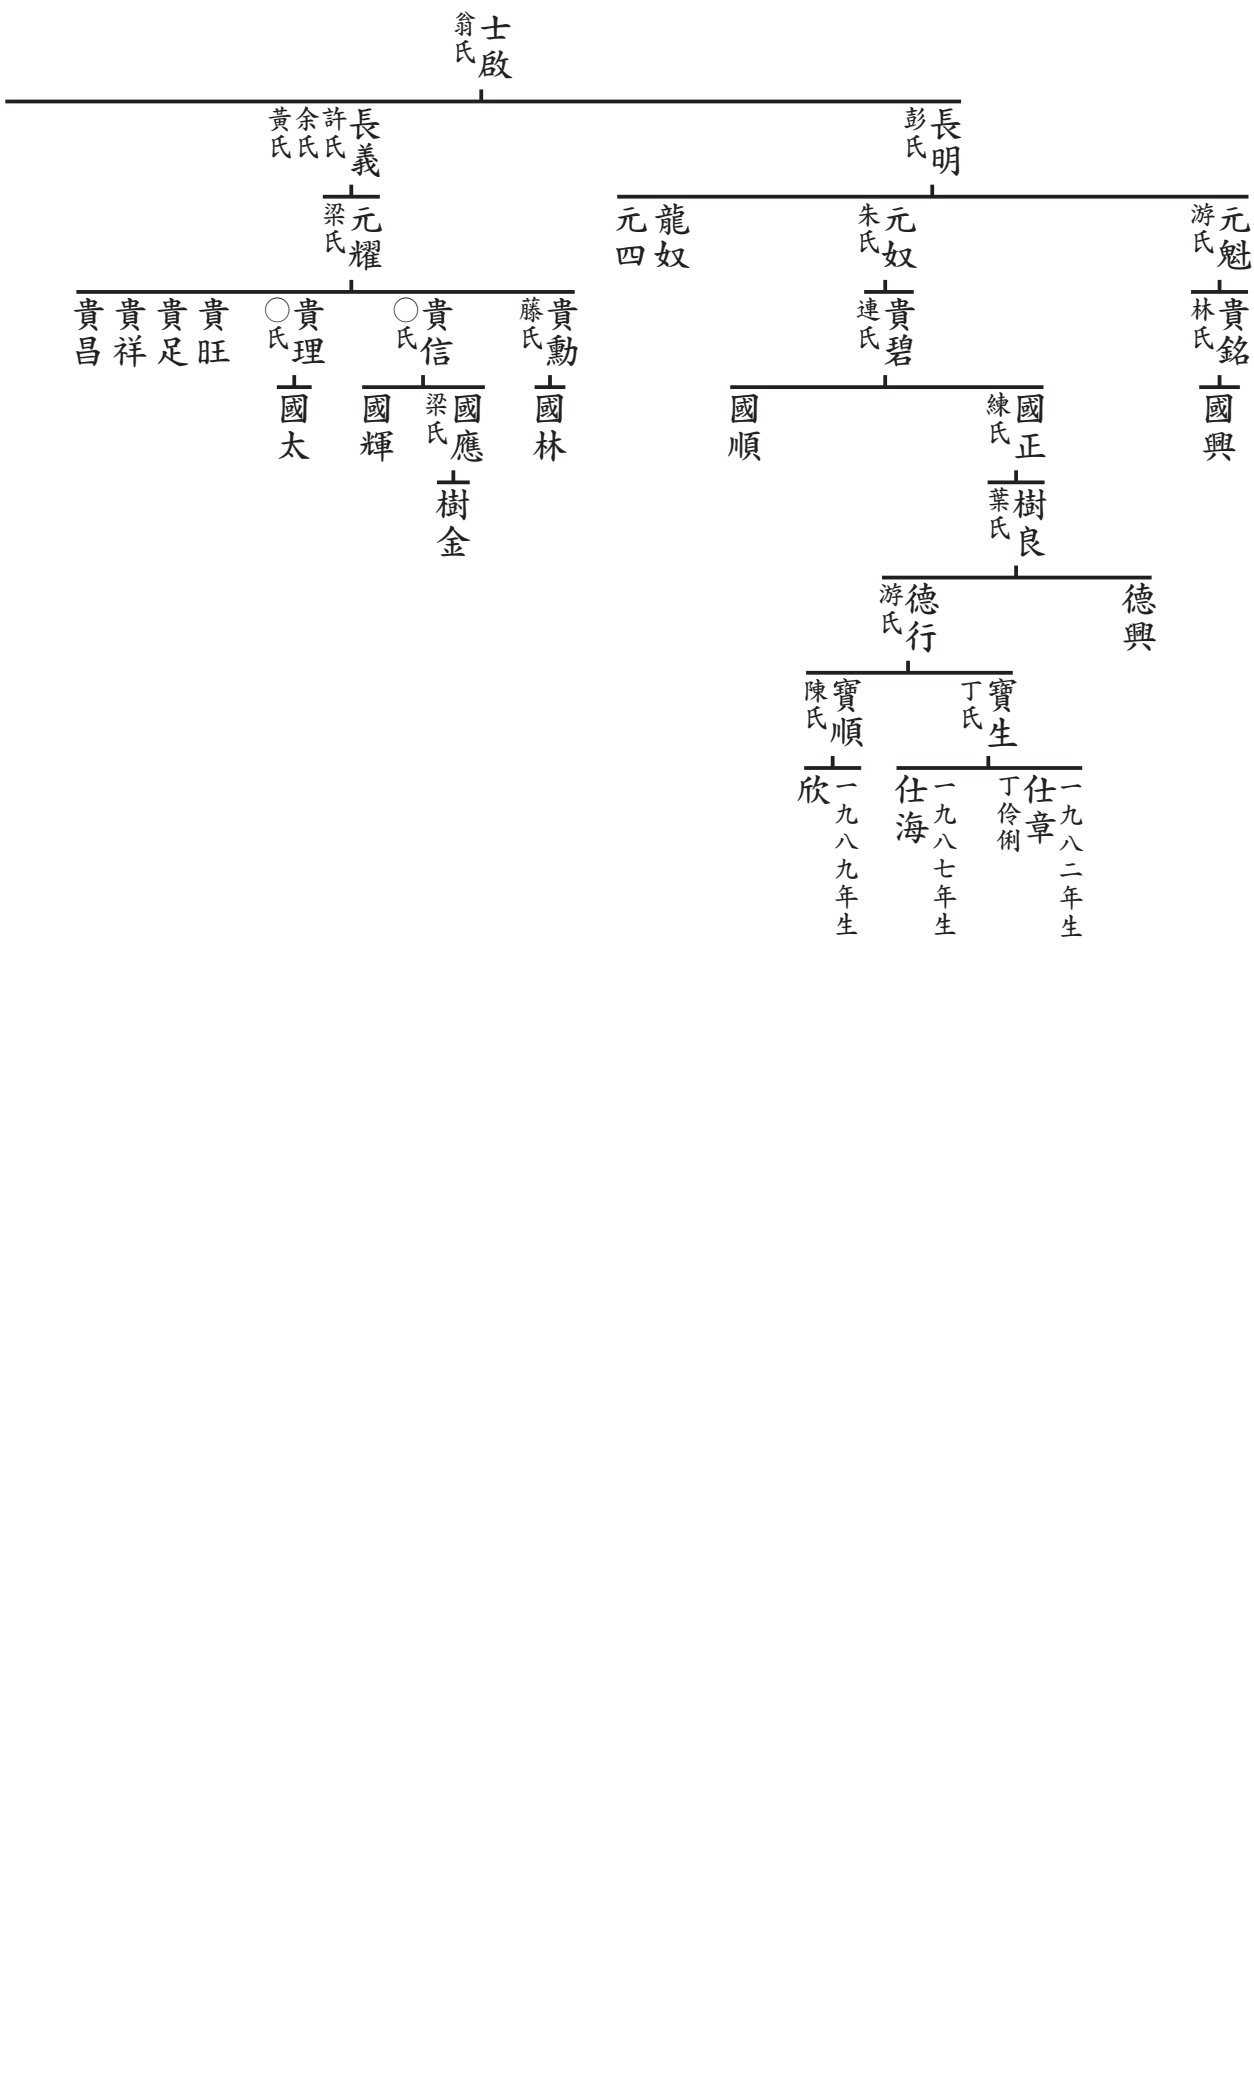 士啟
翁氏
長明
彭氏
長義
許氏
余氏
黃氏
元魁
游氏
元奴
朱氏
龍奴
元四
元耀
梁氏
貴銘
林氏
貴碧
連氏
貴勳
藤氏
貴信
〇氏
貴理
〇氏
貴旺
貴足
貴祥
貴昌
國興
國正
練氏
國順
國林
國應
梁氏
國輝
國太
樹良
葉氏
樹金
德興
德行
游氏
寶生
丁氏
寶順
陳氏
一九八二年生
仕章
丁伶俐
一九八七年生
仕海
一九八九年生
欣